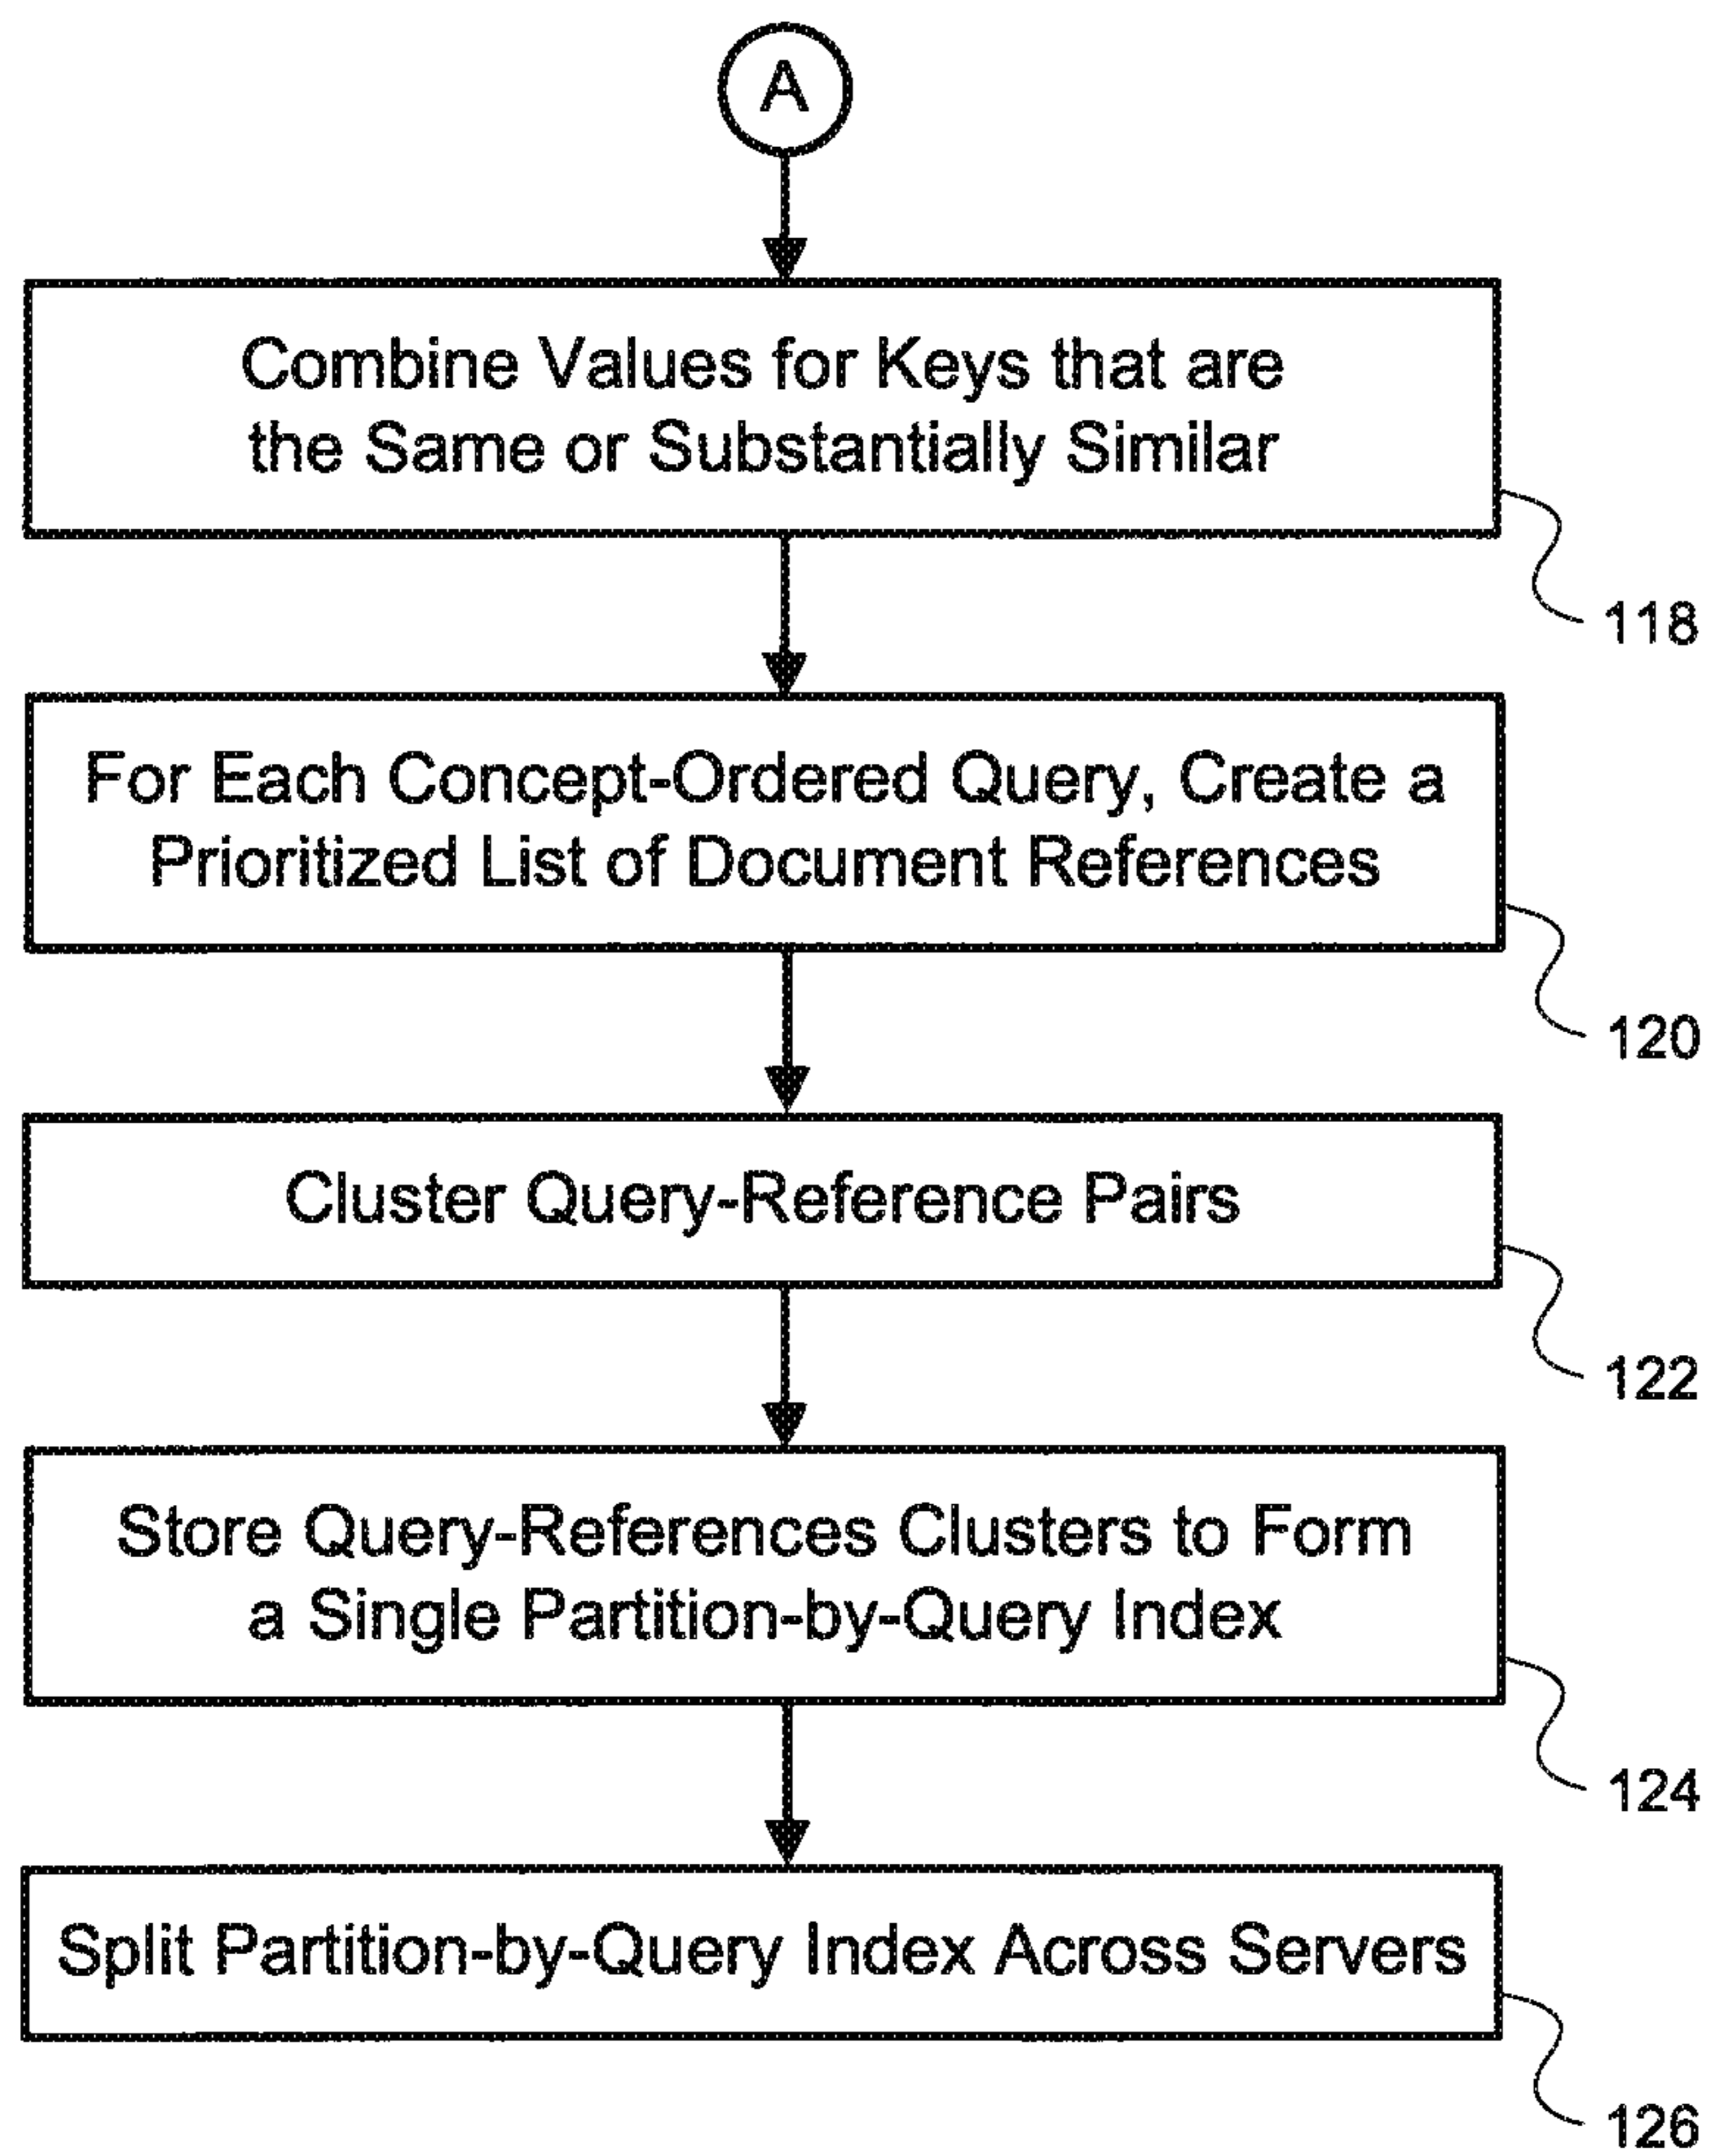 A
Combine Values for Keys that are
the Same or Substantially Similar
118
For Each Concept-Ordered Query, Create a
Prioritized List of Document References
120
Cluster Query-Reference Pairs
122
Store Query-References Clusters to Form
a Single Partition-by-Query Index
124
Split Partition-by-Query Index Across Servers
126